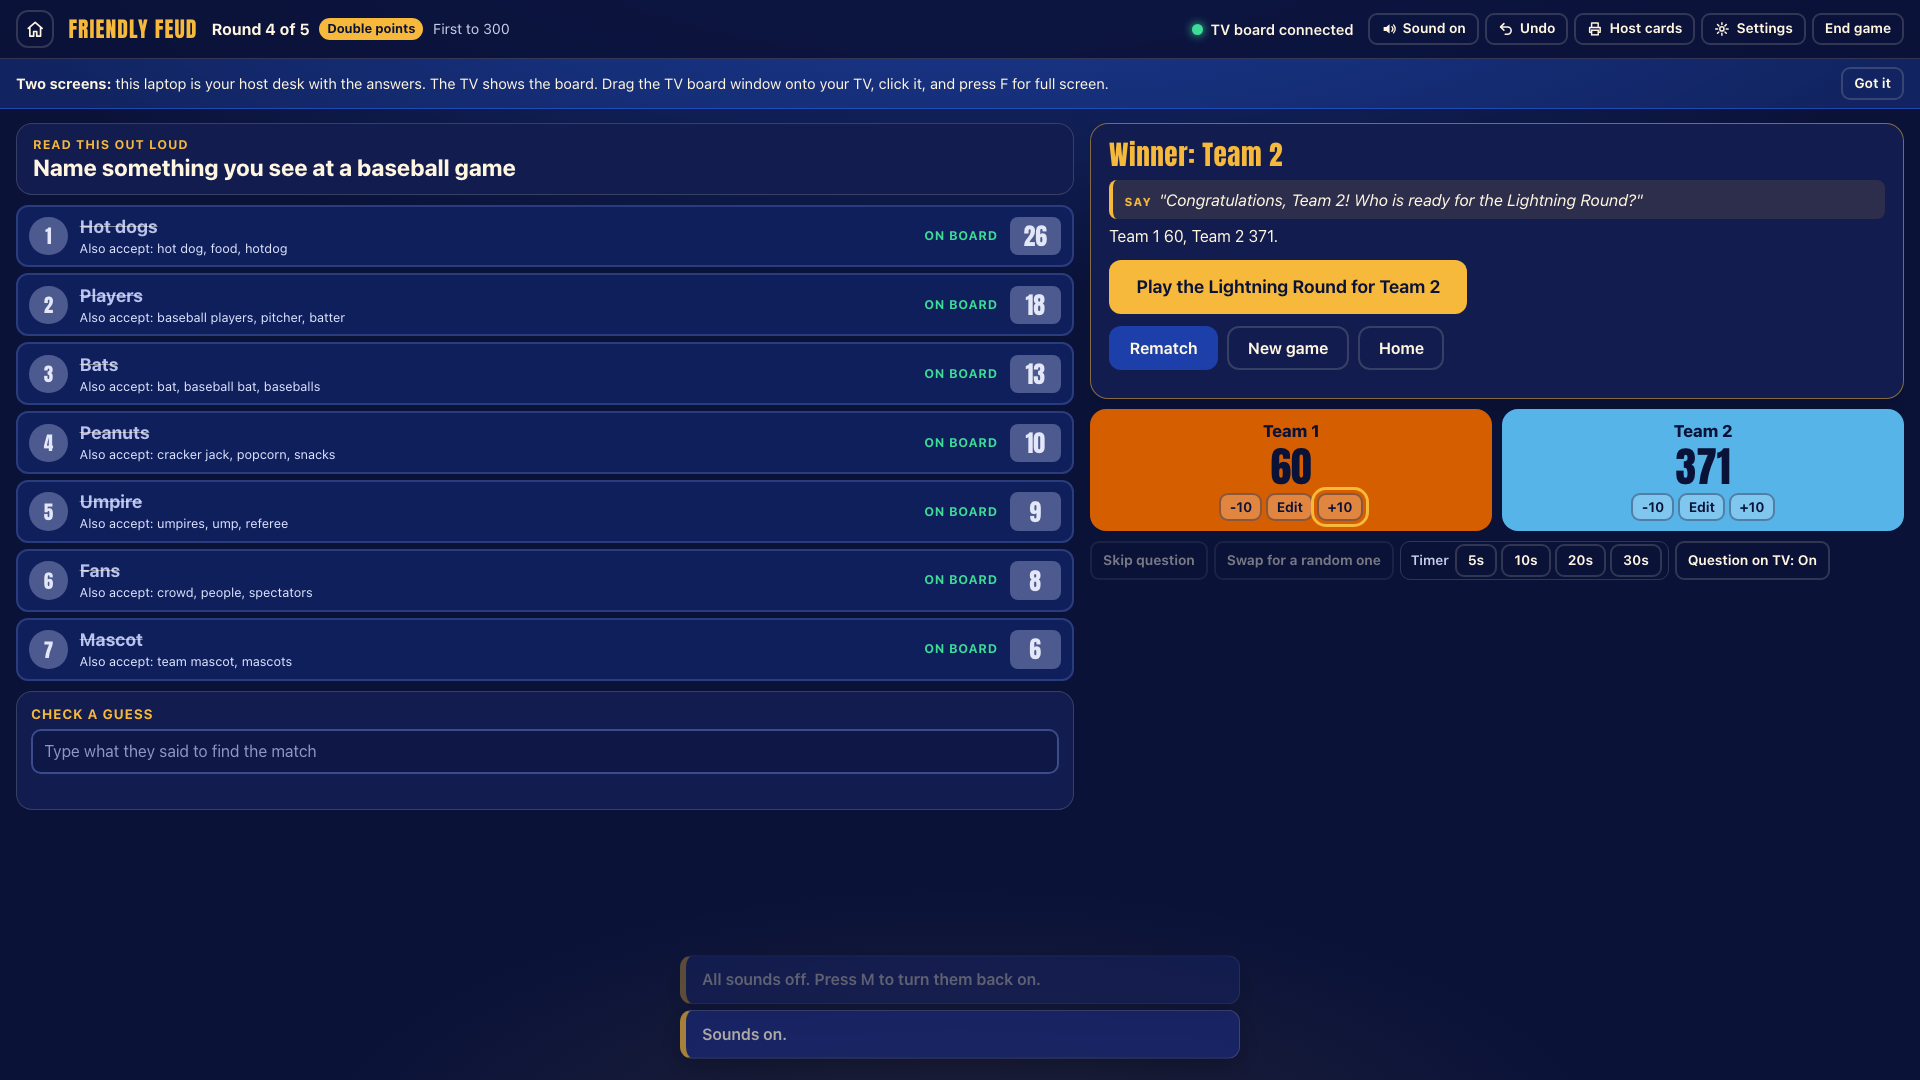 FRIENDLY FEUD Round 4 of 5 Double points First to 300
TV board connected Sound on Undo Host cards Settings End game
Two screens: this laptop is your host desk with the answers. The TV shows the board. Drag the TV board window onto your TV, click it, and press F for full screen. Got it
READ THIS OUT LOUD
Name something you see at a baseball game
1 Hot dogs ON BOARD 26
Also accept: hot dog, food, hotdog
2 Players ON BOARD 18
Also accept: baseball players, pitcher, batter
3 Bats ON BOARD 13
Also accept: bat, baseball bat, baseballs
4 Peanuts ON BOARD 10
Also accept: cracker jack, popcorn, snacks
5 Umpire ON BOARD 9
Also accept: umpires, ump, referee
6 Fans ON BOARD 8
Also accept: crowd, people, spectators
7 Mascot ON BOARD 6
Also accept: team mascot, mascots
CHECK A GUESS
Type what they said to find the match
Winner: Team 2
SAY "Congratulations, Team 2! Who is ready for the Lightning Round?"
Team 1 60, Team 2 371.
Play the Lightning Round for Team 2
Rematch New game Home
Team 1
60
-10 Edit +10
Team 2
371
-10 Edit +10
Skip question Swap for a random one Timer 5s 10s 20s 30s Question on TV: On
All sounds off. Press M to turn them back on.
Sounds on.